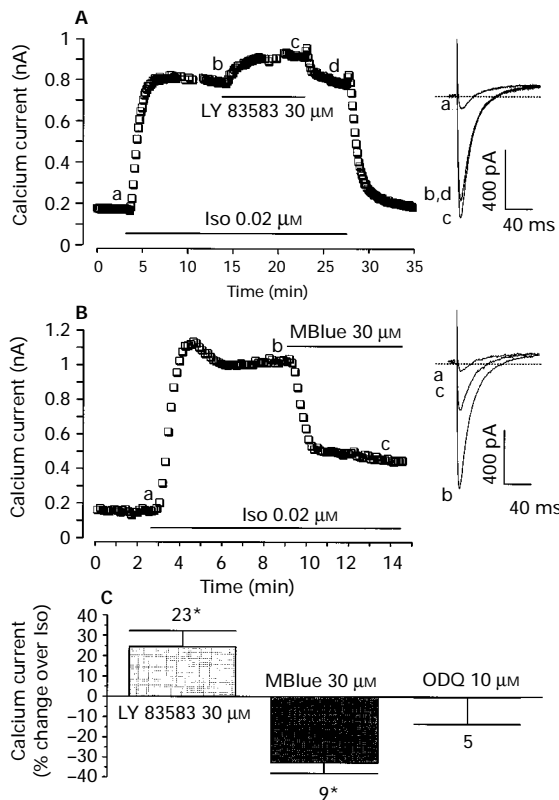 A
Calcium current (nA)
1
0.8
0.6
0.4
0.2
0
a
b
c
d
LY 83583 30 µM
Iso 0.02 µM
0 5 10 15 20 25 30 35
Time (min)
a
b,d
c
400 pA
40 ms
B
Calcium current (nA)
1.2
1
0.8
0.6
0.4
0.2
0
a
b
MBlue 30 µM
c
Iso 0.02 µM
0 2 4 6 8 10 12 14
Time (min)
a
c
b
400 pA
40 ms
C
Calcium current
(% change over Iso)
40
30
20
10
0
−10
−20
−30
−40
23*
LY 83583 30 µM
MBlue 30 µM
9*
ODQ 10 µM
5